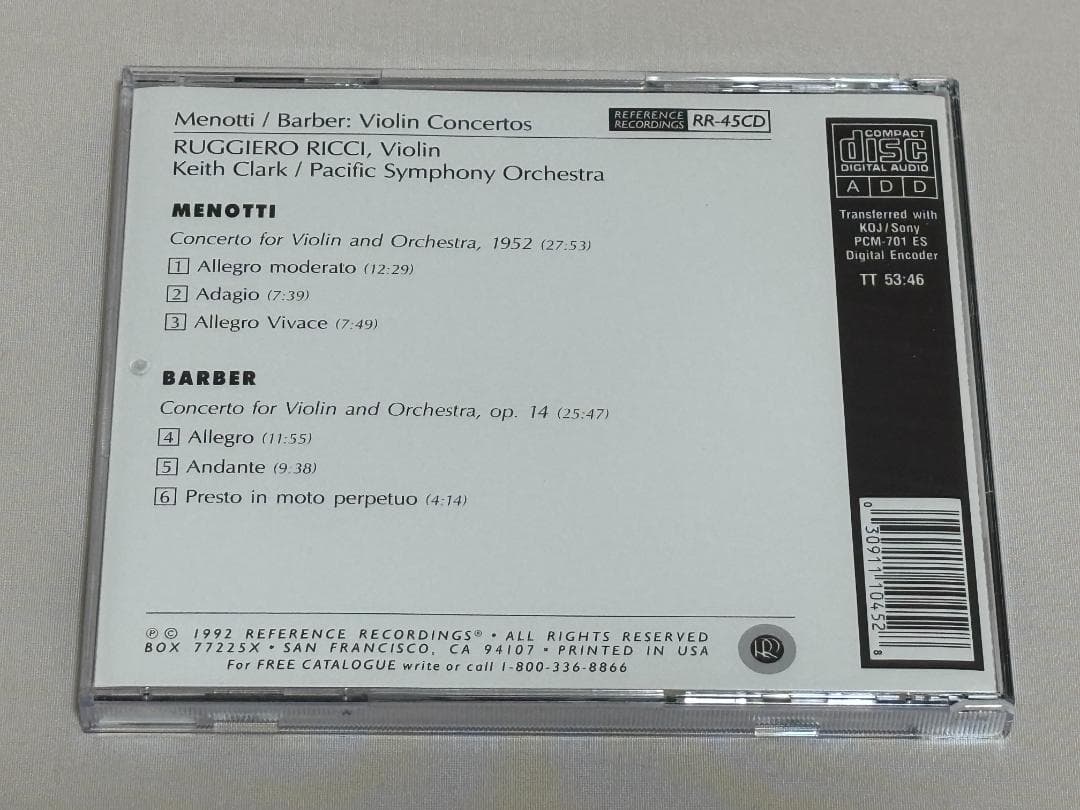 Menotti / Barber: Violin Concertos
REFERENCE RECORDINGS RR-45CD
RUGGIERO RICCI, Violin
Keith Clark / Pacific Symphony Orchestra
MENOTTI
Concerto for Violin and Orchestra, 1952 (27:53)
1 Allegro moderato (12:29)
2 Adagio (7:39)
3 Allegro Vivace (7:49)
BARBER
Concerto for Violin and Orchestra, op. 14 (25:47)
4 Allegro (11:55)
5 Andante (9:38)
6 Presto in moto perpetuo (4:14)
COMPACT
disc
DIGITAL AUDIO
A D D
Transferred with
KOJ/Sony
PCM-701 ES
Digital Encoder
TT 53:46
0 30911 10452 8
℗ © 1992 REFERENCE RECORDINGS® • ALL RIGHTS RESERVED
BOX 77225X • SAN FRANCISCO, CA 94107 • PRINTED IN USA
For FREE CATALOGUE write or call 1-800-336-8866
RR